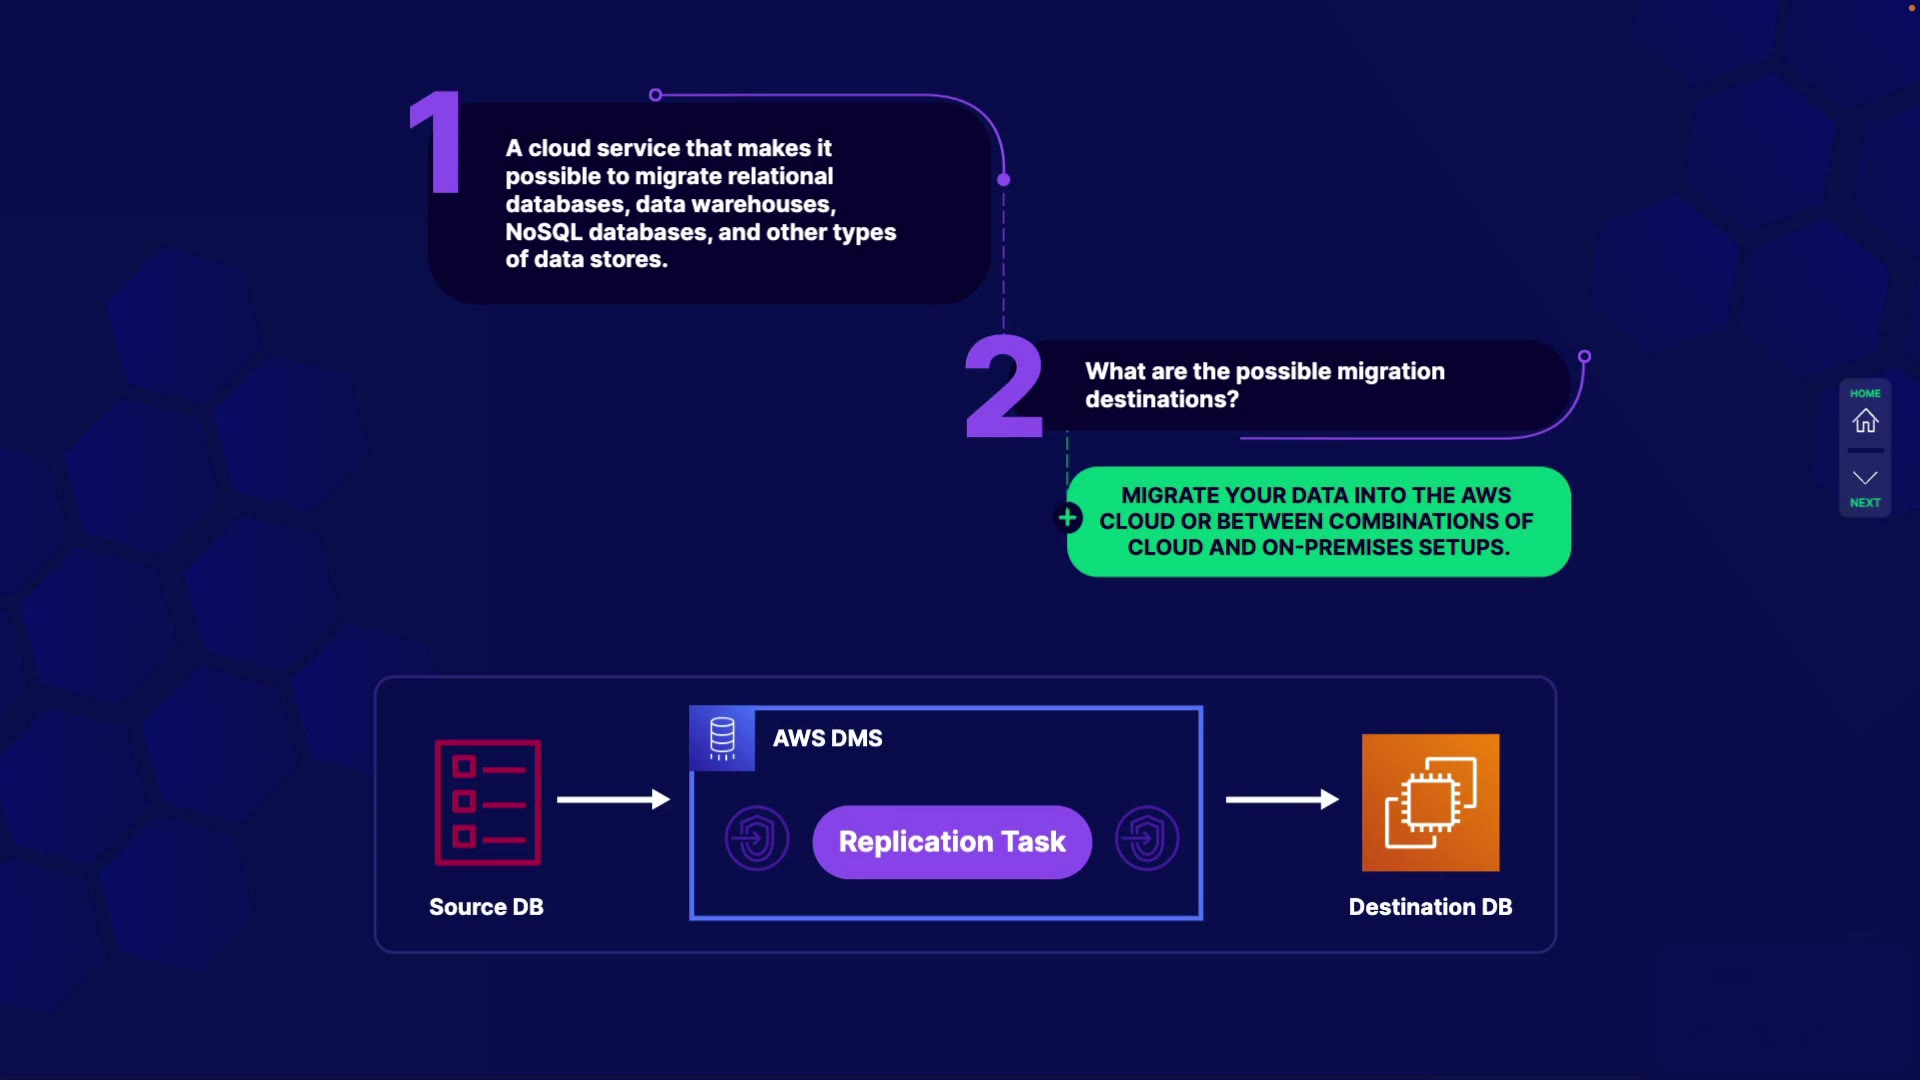 1
A cloud service that makes it
possible to migrate relational
databases, data warehouses,
NoSQL databases, and other types
of data stores.
2
What are the possible migration
destinations?
MIGRATE YOUR DATA INTO THE AWS
CLOUD OR BETWEEN COMBINATIONS OF
CLOUD AND ON-PREMISES SETUPS.
HOME
NEXT
AWS DMS
Replication Task
Source DB
Destination DB